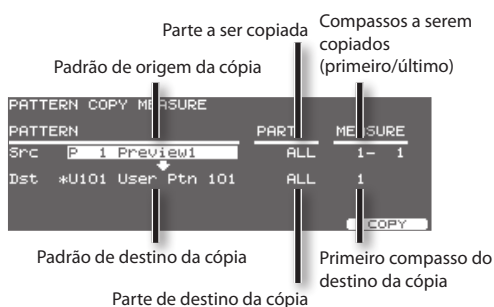 Parte a ser copiada
Compassos a serem
copiados
(primeiro/último)
Padrão de origem da cópia
PATTERN COPY MEASURE
PATTERN PART MEASURE
Src P 1 Preview1 ALL 1- 1
Dst *U101 User Ptn 101 ALL 1
COPY
Padrão de destino da cópia
Primeiro compasso do
destino da cópia
Parte de destino da cópia